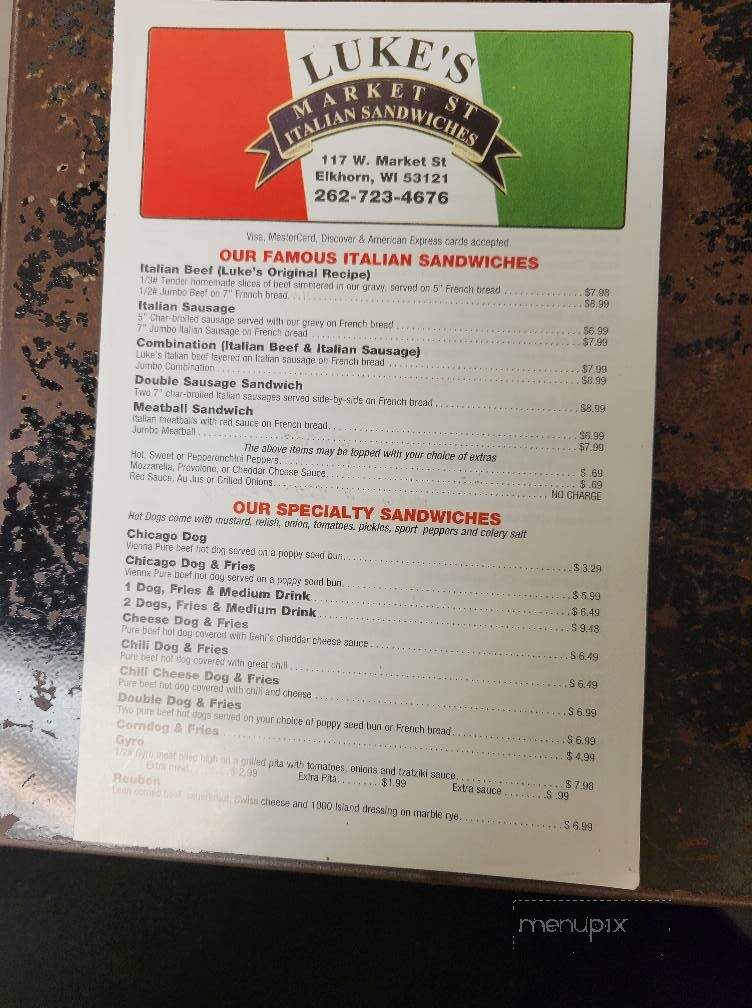 LUKE'S
MARKET ST
ITALIAN SANDWICHES
117 W. Market St
Elkhorn, WI 53121
262-723-4676
Visa, MasterCard, Discover & American Express cards accepted.
OUR FAMOUS ITALIAN SANDWICHES
Italian Beef (Luke's Original Recipe)
1/3# Tender homemade slices of beef simmered in our gravy, served on 5" French bread $7.98
1/2# Jumbo Beef on 7" French bread $8.99
Italian Sausage
5" Char-broiled sausage served with our gravy on French bread $6.99
7" Jumbo Italian Sausage on French bread $7.99
Combination (Italian Beef & Italian Sausage)
Luke's Italian beef layered on Italian sausage on French bread $7.99
Jumbo Combination $8.99
Double Sausage Sandwich
Two 7" char-broiled Italian sausages served side-by-side on French bread $8.99
Meatball Sandwich
Italian meatballs with red sauce on French bread $6.99
Jumbo Meatball $7.99
The above items may be topped with your choice of extras
Hot, Sweet or Pepperonchini Peppers $ .69
Mozzarella, Provolone, or Cheddar Cheese Sauce $ .69
Red Sauce, Au Jus or Grilled Onions NO CHARGE
OUR SPECIALTY SANDWICHES
Hot Dogs come with mustard, relish, onion, tomatoes, pickles, sport peppers and celery salt
Chicago Dog
Vienna Pure beef hot dog served on a poppy seed bun $ 3.29
Chicago Dog & Fries
Vienna Pure beef hot dog served on a poppy seed bun $ 5.99
1 Dog, Fries & Medium Drink $ 6.49
2 Dogs, Fries & Medium Drink $ 9.48
Cheese Dog & Fries
Pure beef hot dog covered with Gehl's cheddar cheese sauce $ 6.49
Chili Dog & Fries
Pure beef hot dog covered with great chili $ 6.49
Chili Cheese Dog & Fries
Pure beef hot dog covered with chili and cheese $ 6.99
Double Dog & Fries
Two pure beef hot dogs served on your choice of poppy seed bun or French bread $ 6.99
Corndog & Fries $ 4.99
Gyro
1/2# Gyro meat piled high on a grilled pita with tomatoes, onions and tzatziki sauce $ 7.98
Extra meat $ 2.99 Extra Pita $1.99 Extra sauce $ .99
Reuben
Lean corned beef, sauerkraut, Swiss cheese and 1000 Island dressing on marble rye $ 6.99
menupix